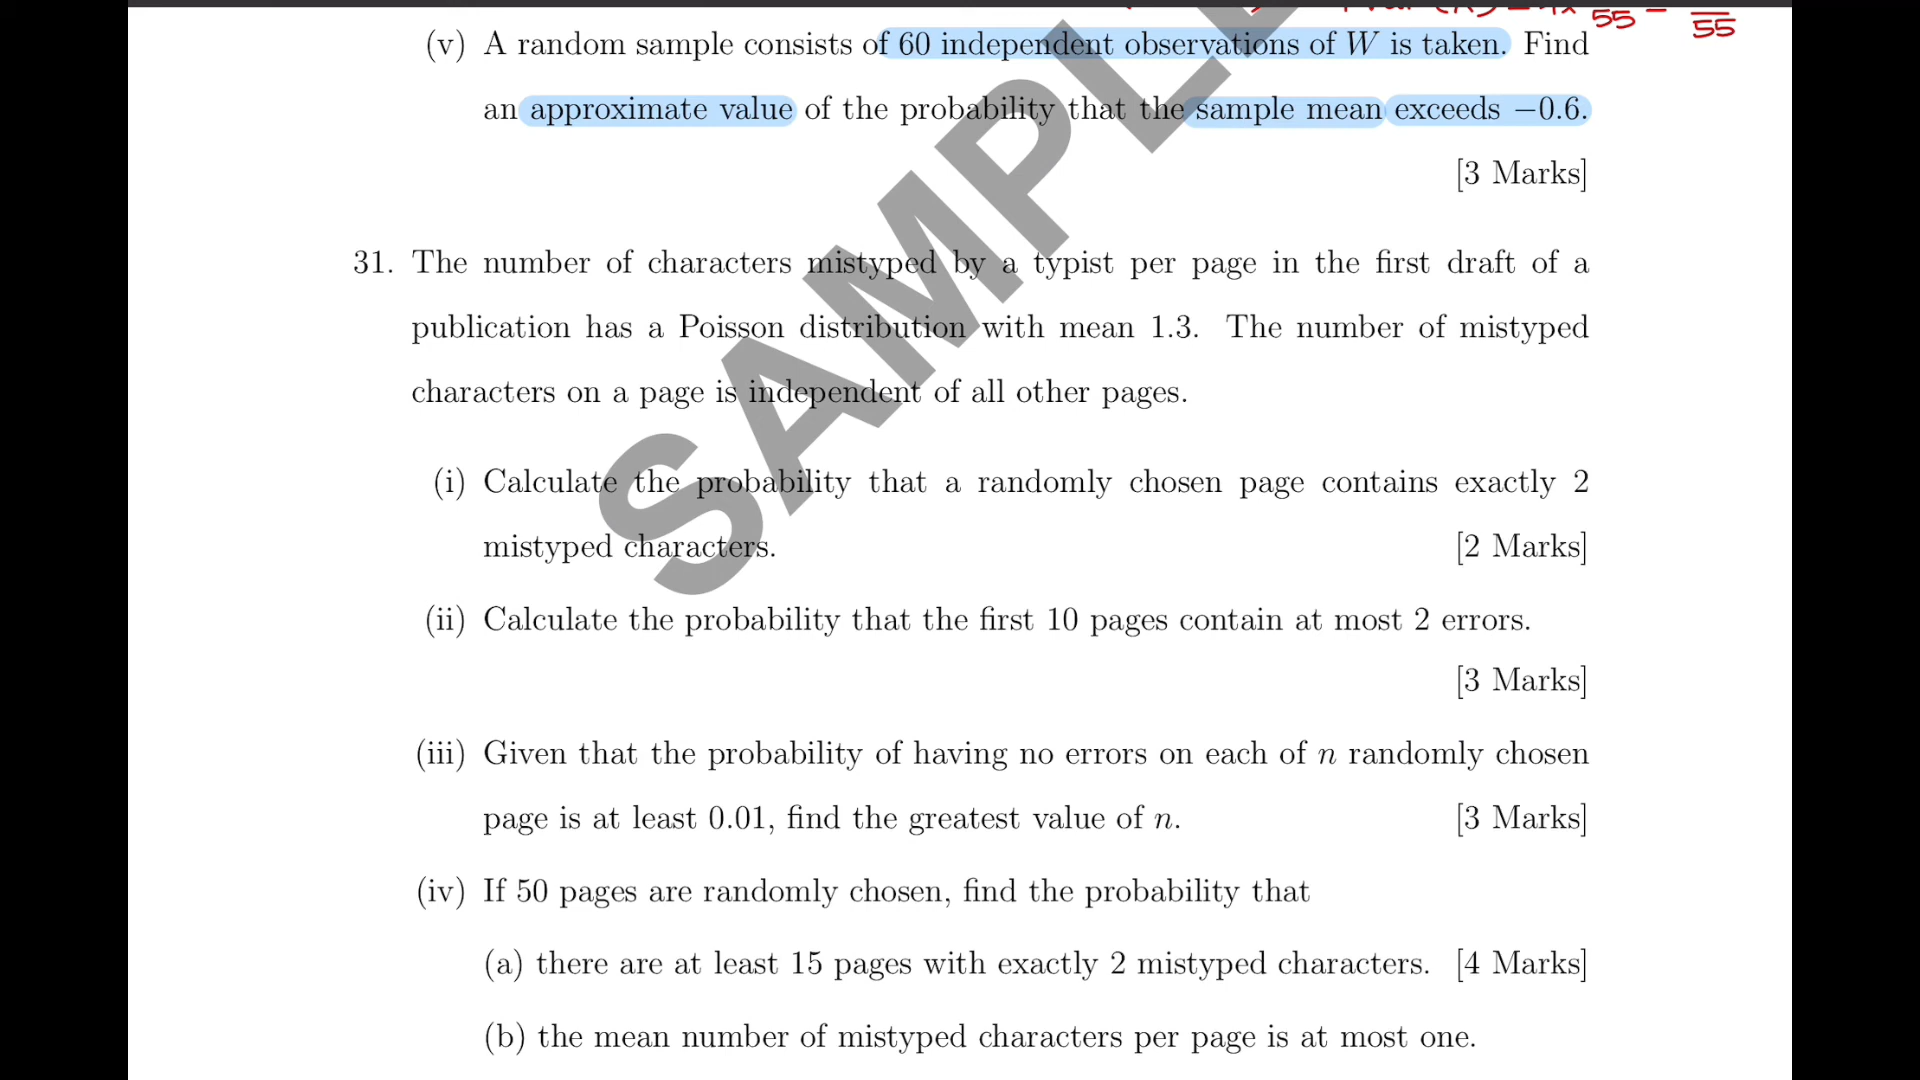 55 =
55
(v) A random sample consists of 60 independent observations of W is taken. Find
an approximate value of the probability that the sample mean exceeds −0.6.
[3 Marks]
31. The number of characters mistyped by a typist per page in the first draft of a
publication has a Poisson distribution with mean 1.3. The number of mistyped
characters on a page is independent of all other pages.
(i) Calculate the probability that a randomly chosen page contains exactly 2
mistyped characters. [2 Marks]
(ii) Calculate the probability that the first 10 pages contain at most 2 errors.
[3 Marks]
(iii) Given that the probability of having no errors on each of n randomly chosen
page is at least 0.01, find the greatest value of n. [3 Marks]
(iv) If 50 pages are randomly chosen, find the probability that
(a) there are at least 15 pages with exactly 2 mistyped characters. [4 Marks]
(b) the mean number of mistyped characters per page is at most one.
SAMPLE